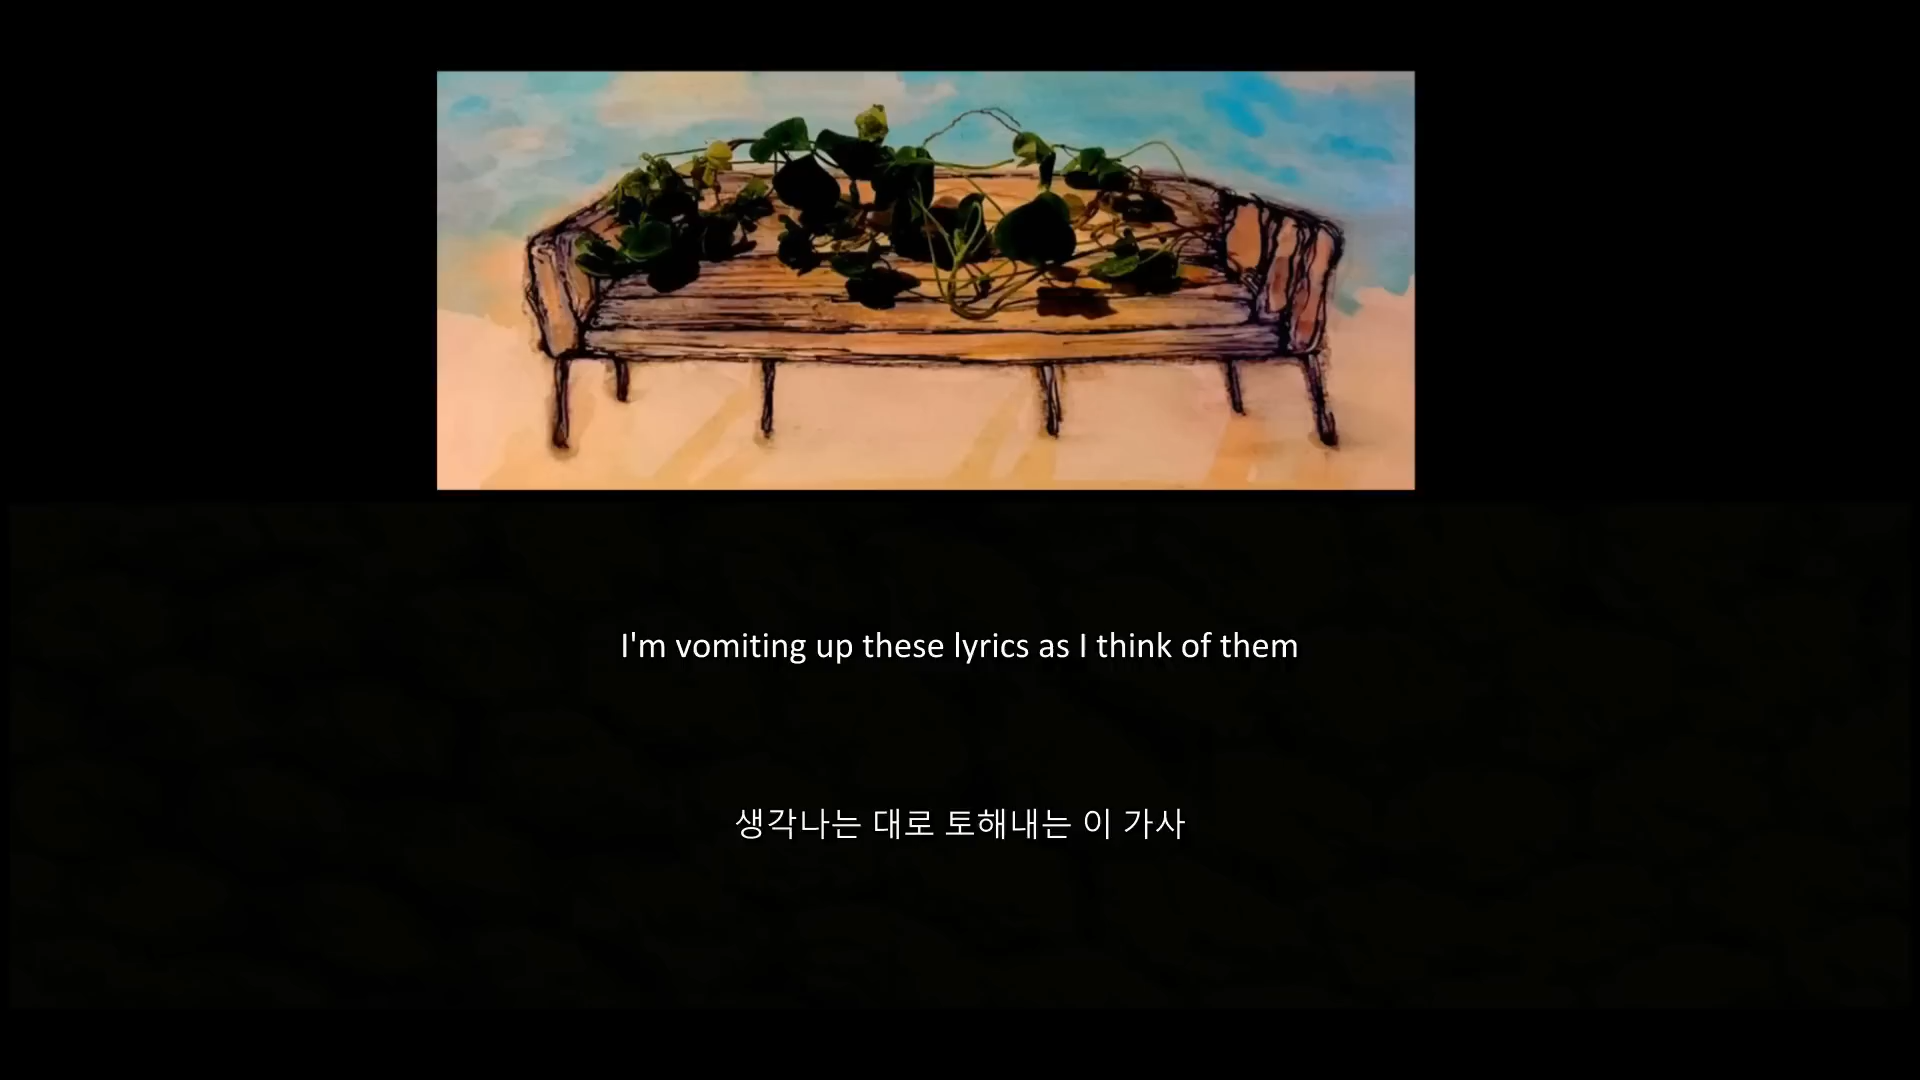 I'm vomiting up these lyrics as I think of them
생각나는 대로 토해내는 이 가사